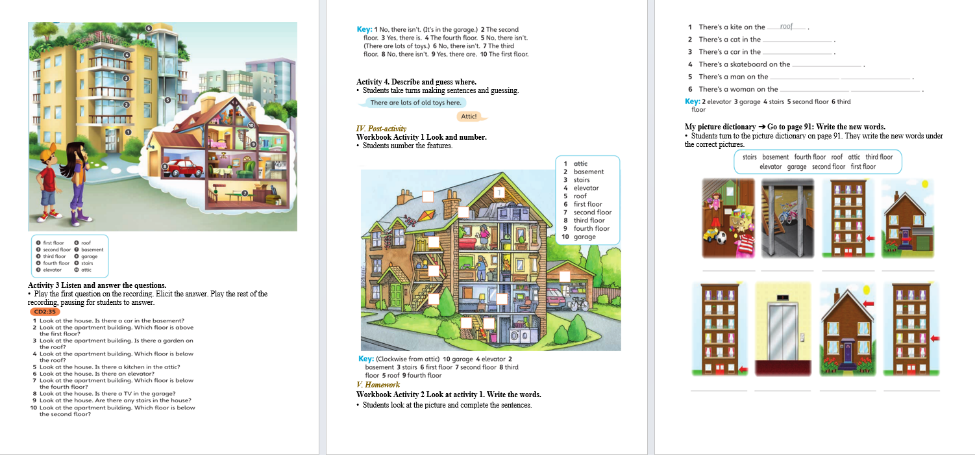 1 first floor 6 roof
2 second floor 7 basement
3 third floor 8 garage
4 fourth floor 9 stairs
5 elevator 10 attic
Activity 3 Listen and answer the questions.
• Play the first question on the recording. Elicit the answer. Play the rest of the
recording, pausing for students to answer.
CD2:35
1 Look at the house. Is there a car in the basement?
2 Look at the apartment building. Which floor is above
the first floor?
3 Look at the apartment building. Is there a garden on
the roof?
4 Look at the apartment building. Which floor is below
the roof?
5 Look at the house. Is there a kitchen in the attic?
6 Look at the house. Is there an elevator?
7 Look at the apartment building. Which floor is below
the fourth floor?
8 Look at the house. Is there a TV in the garage?
9 Look at the house. Are there any stairs in the house?
10 Look at the apartment building. Which floor is below
the second floor?
Key: 1 No, there isn't. (It's in the garage.) 2 The second
floor. 3 Yes, there is. 4 The fourth floor. 5 No, there isn't.
(There are lots of toys.) 6 No, there isn't. 7 The third
floor. 8 No, there isn't. 9 Yes, there are. 10 The first floor.
Activity 4. Describe and guess where.
• Students take turns making sentences and guessing.
There are lots of old toys here.
Attic!
IV. Post-activity
Workbook Activity 1 Look and number.
• Students number the features.
1 attic
2 basement
3 stairs
4 elevator
5 roof
6 first floor
7 second floor
8 third floor
9 fourth floor
10 garage
1
Key: (Clockwise from attic) 10 garage 4 elevator 2
basement 3 stairs 6 first floor 7 second floor 8 third
floor 5 roof 9 fourth floor
V. Homework
Workbook Activity 2 Look at activity 1. Write the words.
• Students look at the picture and complete the sentences.
1 There's a kite on the roof .
2 There's a cat in the .
3 There's a car in the .
4 There's a skateboard on the .
5 There's a man on the .
6 There's a woman on the .
Key: 2 elevator 3 garage 4 stairs 5 second floor 6 third
floor
My picture dictionary → Go to page 91: Write the new words.
• Students turn to the picture dictionary on page 91. They write the new words under
the correct pictures.
stairs basement fourth floor roof attic third floor
elevator garage second floor first floor